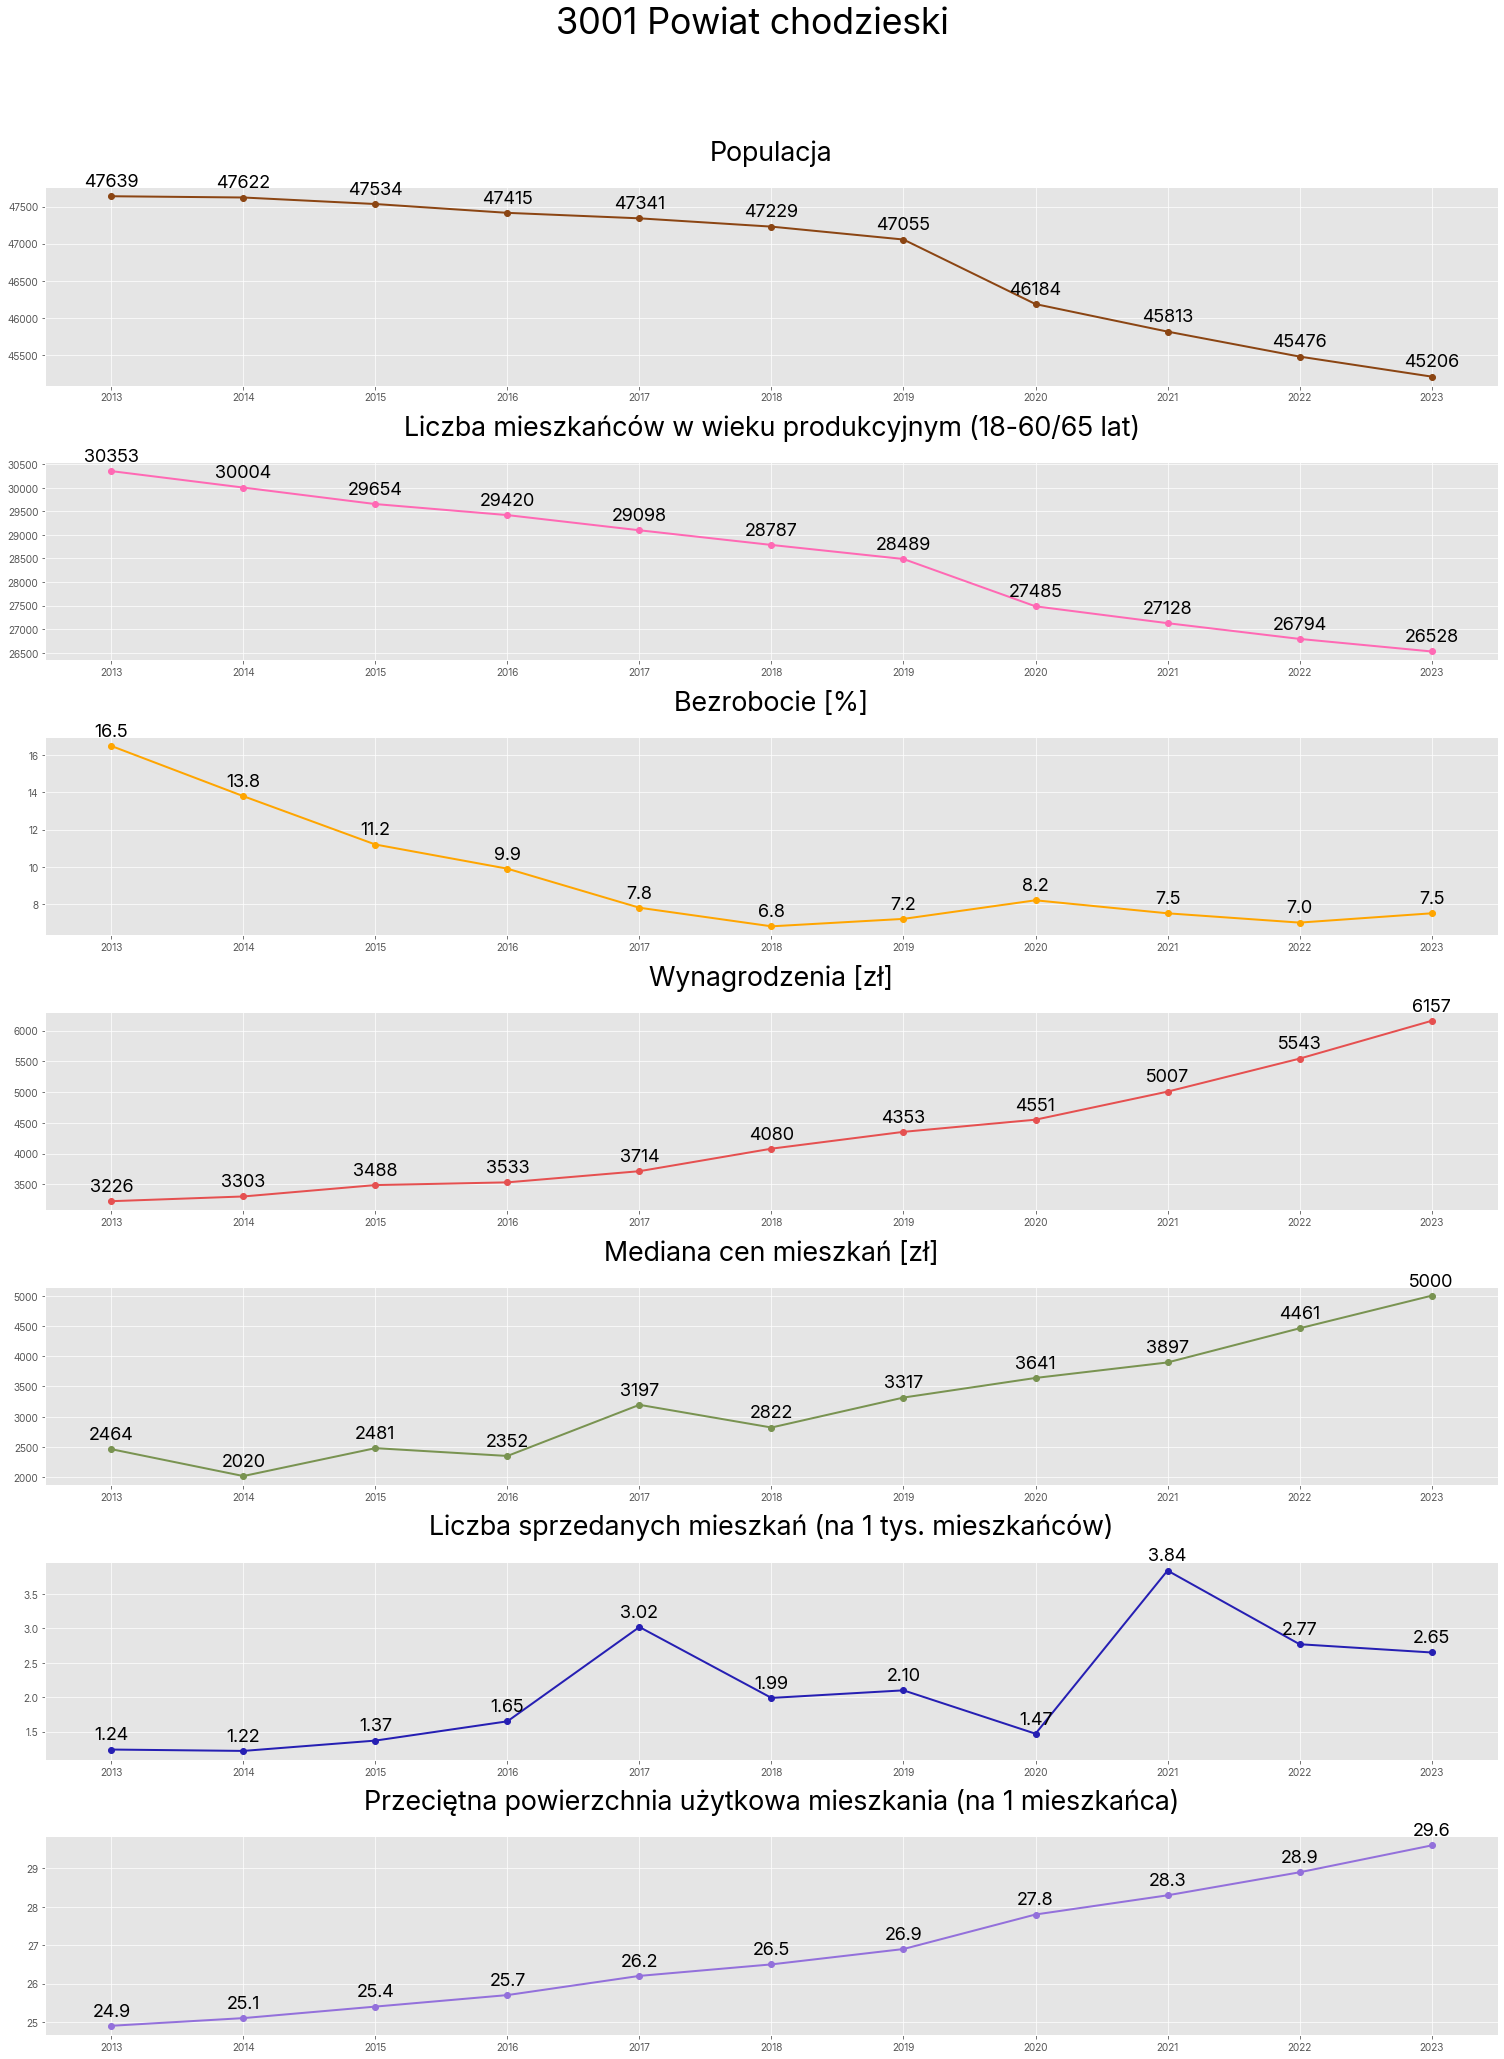 3001 Powiat chodzieski
Populacja
47639 47622 47534 47415 47341 47229 47055 46184 45813 45476 45206
47500
47000
46500
46000
45500
2013 2014 2015 2016 2017 2018 2019 2020 2021 2022 2023
Liczba mieszkańców w wieku produkcyjnym (18-60/65 lat)
30353 30004 29654 29420 29098 28787 28489 27485 27128 26794 26528
30500
30000
29500
29000
28500
28000
27500
27000
26500
2013 2014 2015 2016 2017 2018 2019 2020 2021 2022 2023
Bezrobocie [%]
16.5 13.8 11.2 9.9 7.8 6.8 7.2 8.2 7.5 7.0 7.5
16
14
12
10
8
2013 2014 2015 2016 2017 2018 2019 2020 2021 2022 2023
Wynagrodzenia [zł]
3226 3303 3488 3533 3714 4080 4353 4551 5007 5543 6157
6000
5500
5000
4500
4000
3500
2013 2014 2015 2016 2017 2018 2019 2020 2021 2022 2023
Mediana cen mieszkań [zł]
2464 2020 2481 2352 3197 2822 3317 3641 3897 4461 5000
5000
4500
4000
3500
3000
2500
2000
2013 2014 2015 2016 2017 2018 2019 2020 2021 2022 2023
Liczba sprzedanych mieszkań (na 1 tys. mieszkańców)
1.24 1.22 1.37 1.65 3.02 1.99 2.10 1.47 3.84 2.77 2.65
3.5
3.0
2.5
2.0
1.5
2013 2014 2015 2016 2017 2018 2019 2020 2021 2022 2023
Przeciętna powierzchnia użytkowa mieszkania (na 1 mieszkańca)
24.9 25.1 25.4 25.7 26.2 26.5 26.9 27.8 28.3 28.9 29.6
29
28
27
26
25
2013 2014 2015 2016 2017 2018 2019 2020 2021 2022 2023